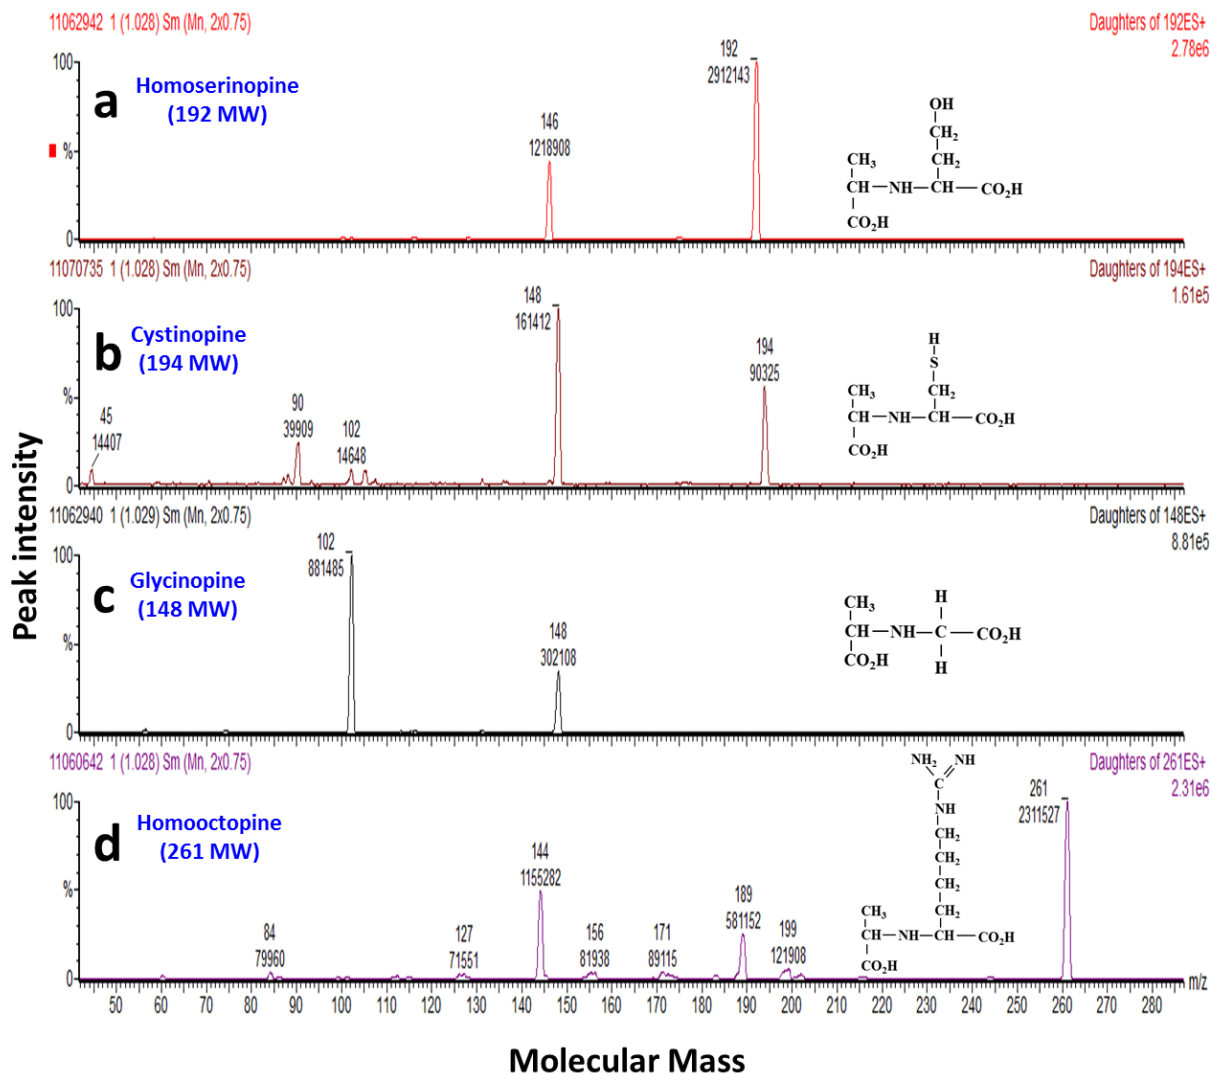 11062942 1 (1.028) Sm (Mn, 2x0.75)
Daughters of 192ES+
2.78e6
100
%
0
a
Homoserinopine
(192 MW)
146
1218908
192
2912143
OH
CH2
CH3 CH2
CH—NH—CH—CO2H
CO2H
11070735 1 (1.028) Sm (Mn, 2x0.75)
Daughters of 194ES+
1.61e5
100
%
0
b
Cystinopine
(194 MW)
45
14407
90
39909
102
14648
148
161412
194
90325
H
S
CH3 CH2
CH—NH—CH—CO2H
CO2H
11062940 1 (1.029) Sm (Mn, 2x0.75)
Daughters of 148ES+
8.81e5
100
%
0
c
Glycinopine
(148 MW)
102
881485
148
302108
CH3 H
CH—NH—C—CO2H
CO2H H
11060642 1 (1.028) Sm (Mn, 2x0.75)
Daughters of 261ES+
2.31e6
100
%
0
d
Homooctopine
(261 MW)
84
79960
127
71551
144
1155282
156
81938
171
89115
189
581152
199
121908
261
2311527
NH2 NH
C
NH
CH2
CH2
CH2
CH3 CH2
CH—NH—CH—CO2H
CO2H
50 60 70 80 90 100 110 120 130 140 150 160 170 180 190 200 210 220 230 240 250 260 270 280 m/z
Peak intensity
Molecular Mass